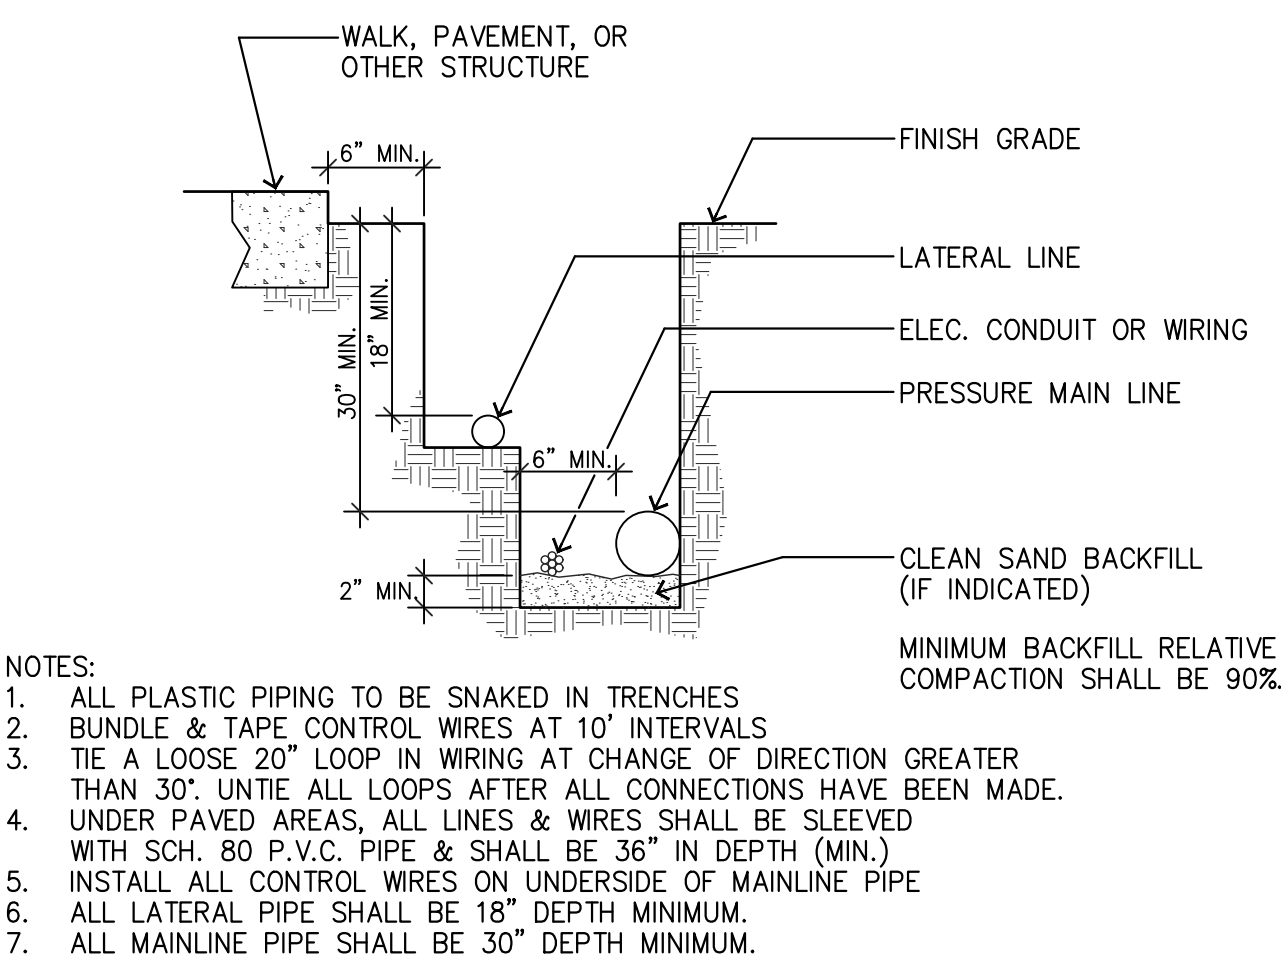 WALK, PAVEMENT, OR
OTHER STRUCTURE
6" MIN.
FINISH GRADE
LATERAL LINE
18" MIN.
30" MIN.
ELEC. CONDUIT OR WIRING
PRESSURE MAIN LINE
6" MIN.
CLEAN SAND BACKFILL
(IF INDICATED)
2" MIN.
MINIMUM BACKFILL RELATIVE
COMPACTION SHALL BE 90%.
NOTES:
1. ALL PLASTIC PIPING TO BE SNAKED IN TRENCHES
2. BUNDLE & TAPE CONTROL WIRES AT 10' INTERVALS
3. TIE A LOOSE 20" LOOP IN WIRING AT CHANGE OF DIRECTION GREATER
THAN 30°. UNTIE ALL LOOPS AFTER ALL CONNECTIONS HAVE BEEN MADE.
4. UNDER PAVED AREAS, ALL LINES & WIRES SHALL BE SLEEVED
WITH SCH. 80 P.V.C. PIPE & SHALL BE 36" IN DEPTH (MIN.)
5. INSTALL ALL CONTROL WIRES ON UNDERSIDE OF MAINLINE PIPE
6. ALL LATERAL PIPE SHALL BE 18" DEPTH MINIMUM.
7. ALL MAINLINE PIPE SHALL BE 30" DEPTH MINIMUM.